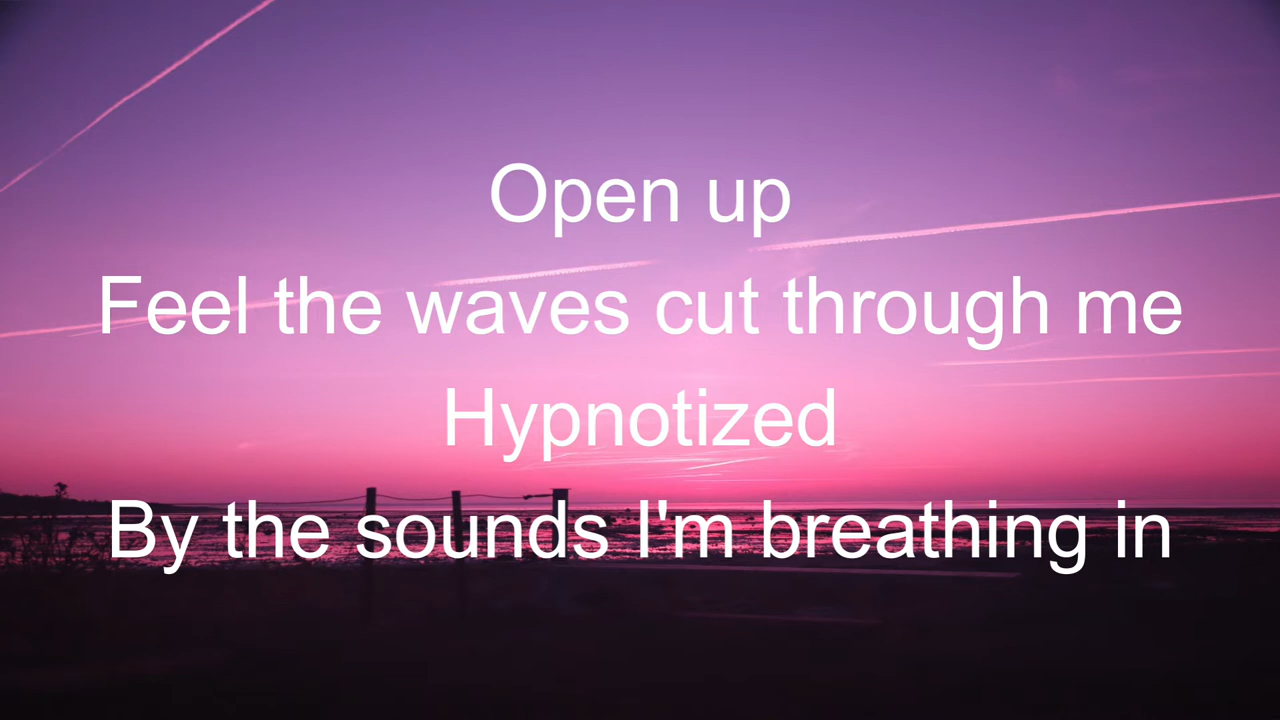 Open up
Feel the waves cut through me
Hypnotized
By the sounds I'm breathing in